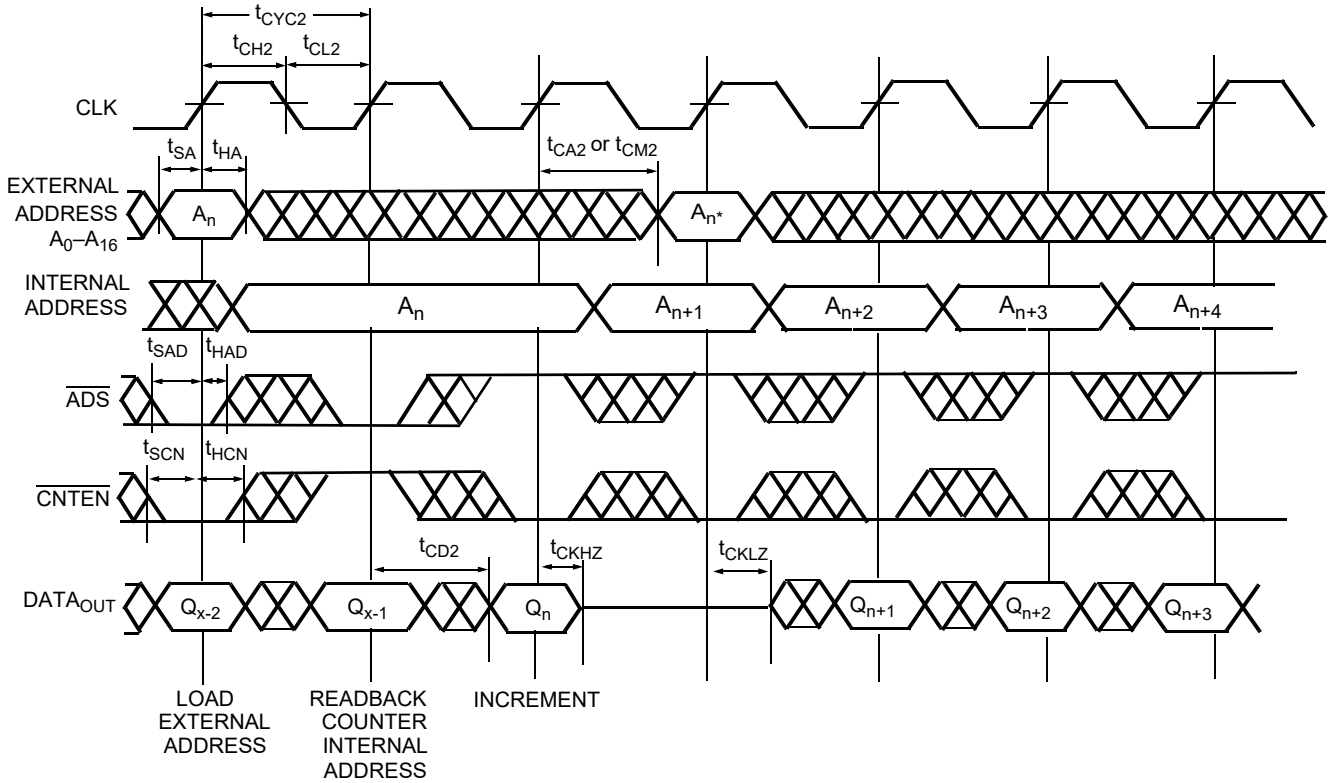 tCYC2
tCH2
tCL2
CLK
tSA
tHA
tCA2 or tCM2
EXTERNAL
ADDRESS
A0–A16
An
An*
INTERNAL
ADDRESS
An
An+1
An+2
An+3
An+4
tSAD
tHAD
ADS
tSCN
tHCN
CNTEN
tCD2
tCKHZ
tCKLZ
DATAOUT
Qx-2
Qx-1
Qn
Qn+1
Qn+2
Qn+3
LOAD
EXTERNAL
ADDRESS
READBACK
COUNTER
INTERNAL
ADDRESS
INCREMENT